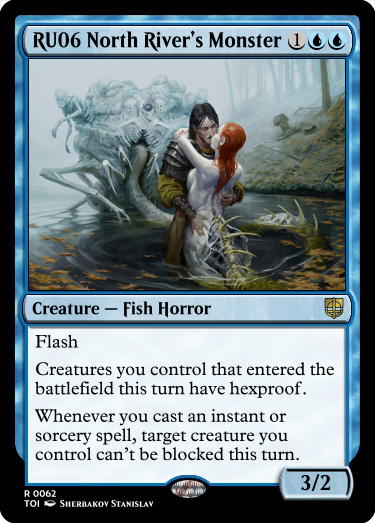 RU06 North River's Monster 1
Creature — Fish Horror
Flash
Creatures you control that entered the
battlefield this turn have hexproof.
Whenever you cast an instant or
sorcery spell, target creature you
control can't be blocked this turn.
3/2
R 0062
TOI Sherbakov Stanislav